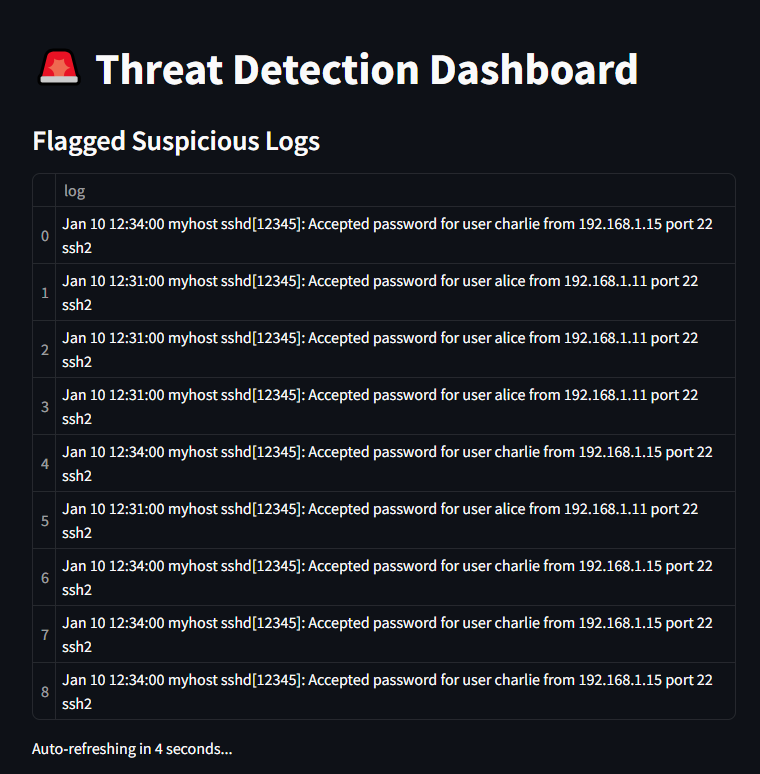 Threat Detection Dashboard
Flagged Suspicious Logs
log
0 Jan 10 12:34:00 myhost sshd[12345]: Accepted password for user charlie from 192.168.1.15 port 22
ssh2
1 Jan 10 12:31:00 myhost sshd[12345]: Accepted password for user alice from 192.168.1.11 port 22
ssh2
2 Jan 10 12:31:00 myhost sshd[12345]: Accepted password for user alice from 192.168.1.11 port 22
ssh2
3 Jan 10 12:31:00 myhost sshd[12345]: Accepted password for user alice from 192.168.1.11 port 22
ssh2
4 Jan 10 12:34:00 myhost sshd[12345]: Accepted password for user charlie from 192.168.1.15 port 22
ssh2
5 Jan 10 12:31:00 myhost sshd[12345]: Accepted password for user alice from 192.168.1.11 port 22
ssh2
6 Jan 10 12:34:00 myhost sshd[12345]: Accepted password for user charlie from 192.168.1.15 port 22
ssh2
7 Jan 10 12:34:00 myhost sshd[12345]: Accepted password for user charlie from 192.168.1.15 port 22
ssh2
8 Jan 10 12:34:00 myhost sshd[12345]: Accepted password for user charlie from 192.168.1.15 port 22
ssh2
Auto-refreshing in 4 seconds...